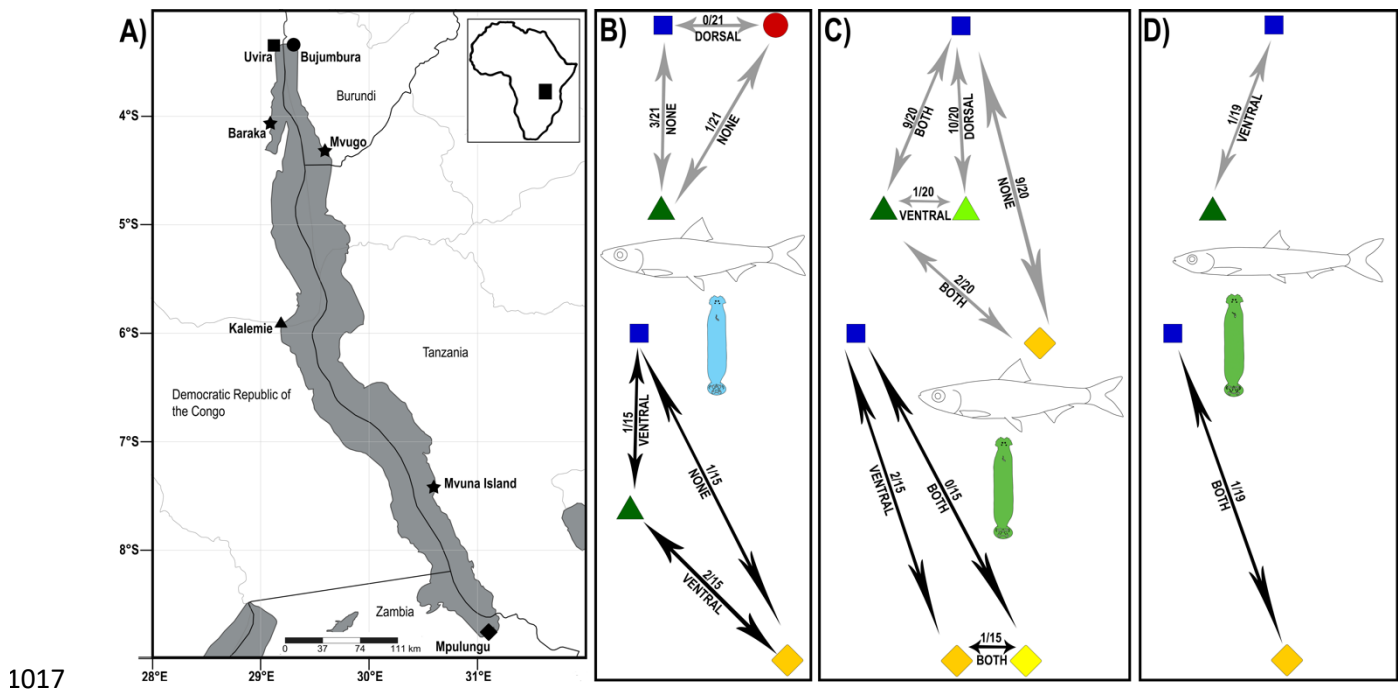 A)
Uvira
Bujumbura
Burundi
4°S
Baraka
Mvugo
5°S
6°S
Kalemie
Tanzania
Democratic Republic of
the Congo
7°S
Mvuna Island
8°S
Zambia
Mpulungu
0 37 74 111 km
28°E 29°E 30°E 31°E
B)
0/21
DORSAL
3/21
NONE
1/21
NONE
1/15
VENTRAL
1/15
NONE
2/15
VENTRAL
C)
9/20
BOTH
10/20
DORSAL
9/20
NONE
1/20
VENTRAL
2/20
BOTH
2/15
VENTRAL
0/15
BOTH
1/15
BOTH
D)
1/19
VENTRAL
1/19
BOTH
1017